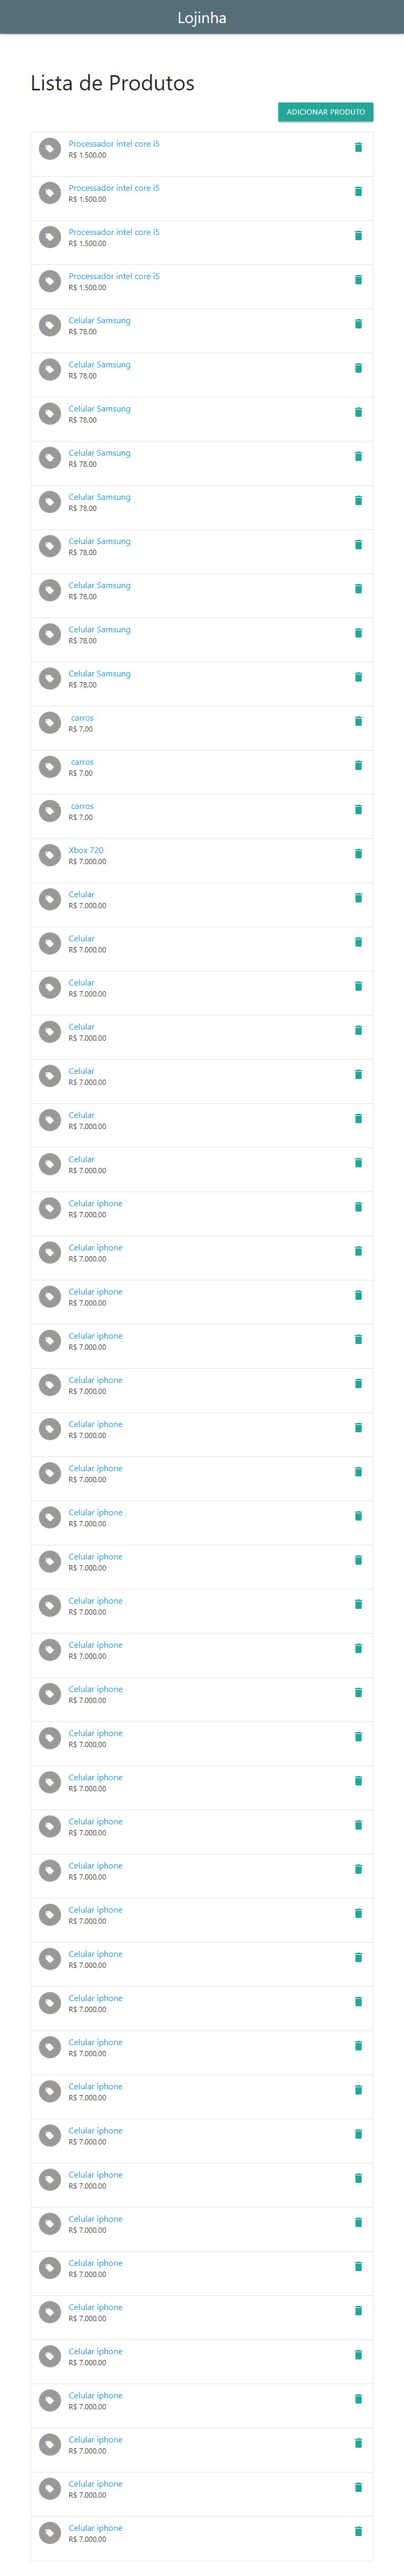 Lojinha
Lista de Produtos
ADICIONAR PRODUTO
Processador intel core i5
R$ 1.500.00
Processador intel core i5
R$ 1.500.00
Processador intel core i5
R$ 1.500.00
Processador intel core i5
R$ 1.500.00
Celular Samsung
R$ 78.00
Celular Samsung
R$ 78.00
Celular Samsung
R$ 78.00
Celular Samsung
R$ 78.00
Celular Samsung
R$ 78.00
Celular Samsung
R$ 78.00
Celular Samsung
R$ 78.00
Celular Samsung
R$ 78.00
Celular Samsung
R$ 78.00
carros
R$ 7.00
carros
R$ 7.00
carros
R$ 7.00
Xbox 720
R$ 7.000.00
Celular
R$ 7.000.00
Celular
R$ 7.000.00
Celular
R$ 7.000.00
Celular
R$ 7.000.00
Celular
R$ 7.000.00
Celular
R$ 7.000.00
Celular
R$ 7.000.00
Celular iphone
R$ 7.000.00
Celular iphone
R$ 7.000.00
Celular iphone
R$ 7.000.00
Celular iphone
R$ 7.000.00
Celular iphone
R$ 7.000.00
Celular iphone
R$ 7.000.00
Celular iphone
R$ 7.000.00
Celular iphone
R$ 7.000.00
Celular iphone
R$ 7.000.00
Celular iphone
R$ 7.000.00
Celular iphone
R$ 7.000.00
Celular iphone
R$ 7.000.00
Celular iphone
R$ 7.000.00
Celular iphone
R$ 7.000.00
Celular iphone
R$ 7.000.00
Celular iphone
R$ 7.000.00
Celular iphone
R$ 7.000.00
Celular iphone
R$ 7.000.00
Celular iphone
R$ 7.000.00
Celular iphone
R$ 7.000.00
Celular iphone
R$ 7.000.00
Celular iphone
R$ 7.000.00
Celular iphone
R$ 7.000.00
Celular iphone
R$ 7.000.00
Celular iphone
R$ 7.000.00
Celular iphone
R$ 7.000.00
Celular iphone
R$ 7.000.00
Celular iphone
R$ 7.000.00
Celular iphone
R$ 7.000.00
Celular iphone
R$ 7.000.00
Celular iphone
R$ 7.000.00